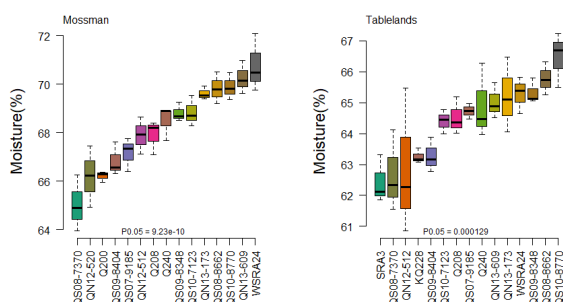 Mossman
Moisture(%)
72
70
68
66
64
P0.05 = 9.23e-10
QS08-7370
QN12-520
Q200
QS09-8404
QS07-9185
QN12-512
Q208
Q240
QS09-8348
QS10-7123
QN13-173
QS08-8662
QS10-8770
QN13-609
WSRA24
Tablelands
Moisture(%)
67
66
65
64
63
62
61
P0.05 = 0.000129
SRA3
QS08-7370
QN12-512
KQ228
QS09-8404
QS10-7123
Q208
QS07-9185
Q240
QN13-609
QN13-173
WSRA24
QS09-8348
QS08-8662
QS10-8770